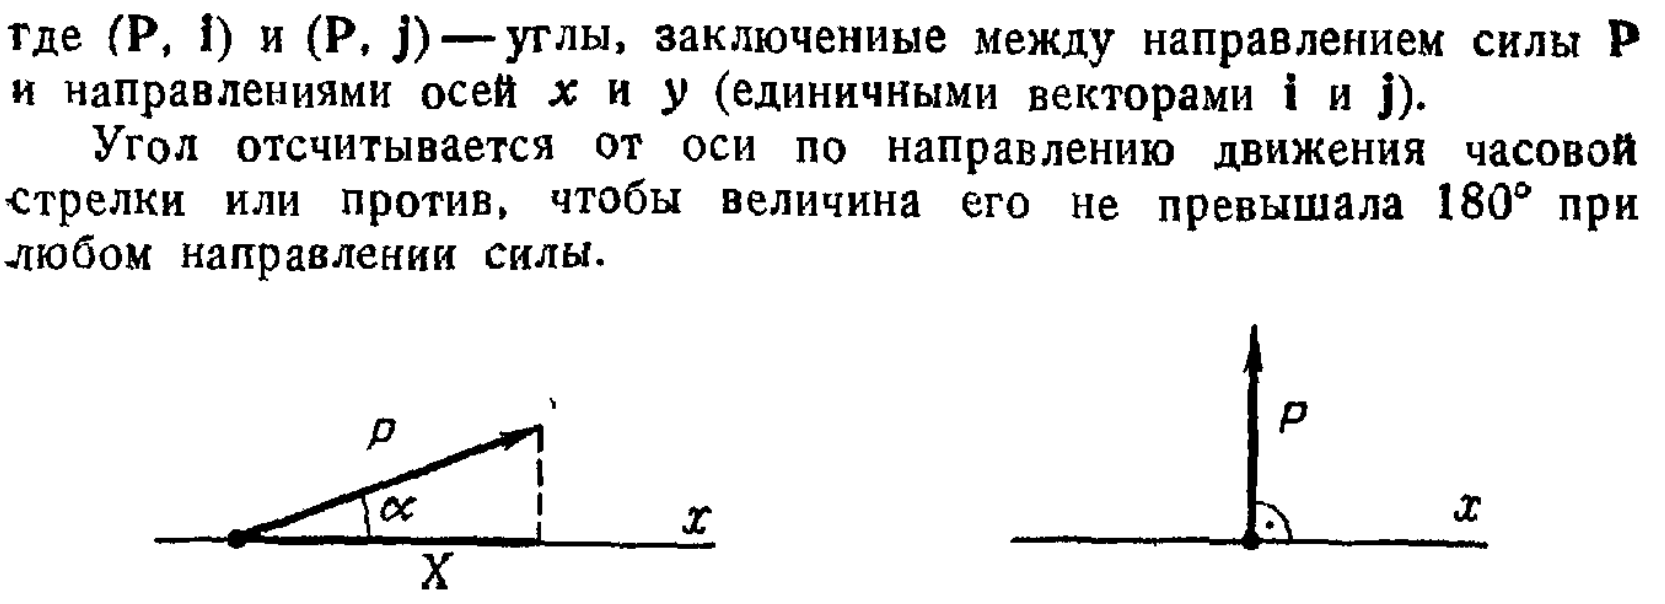 где (P, i) и (P, j)—углы, заключенные между направлением силы P
и направлениями осей x и y (единичными векторами i и j).
Угол отсчитывается от оси по направлению движения часовой
стрелки или против, чтобы величина его не превышала 180° при
любом направлении силы.
P
α
x
X
P
x